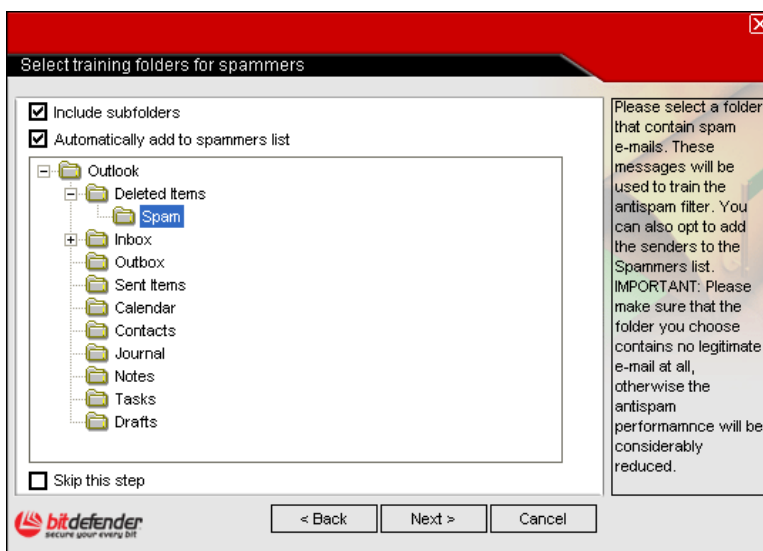 Select training folders for spammers
Include subfolders
Automatically add to spammers list
Outlook
Deleted Items
Spam
Inbox
Outbox
Sent Items
Calendar
Contacts
Journal
Notes
Tasks
Drafts
Skip this step
Please select a folder
that contain spam
e-mails. These
messages will be
used to train the
antispam filter. You
can also opt to add
the senders to the
Spammers list.
IMPORTANT: Please
make sure that the
folder you choose
contains no legitimate
e-mail at all,
otherwise the
antispam
performamnce will be
considerably
reduced.
bitdefender
secure your every bit
< Back
Next >
Cancel